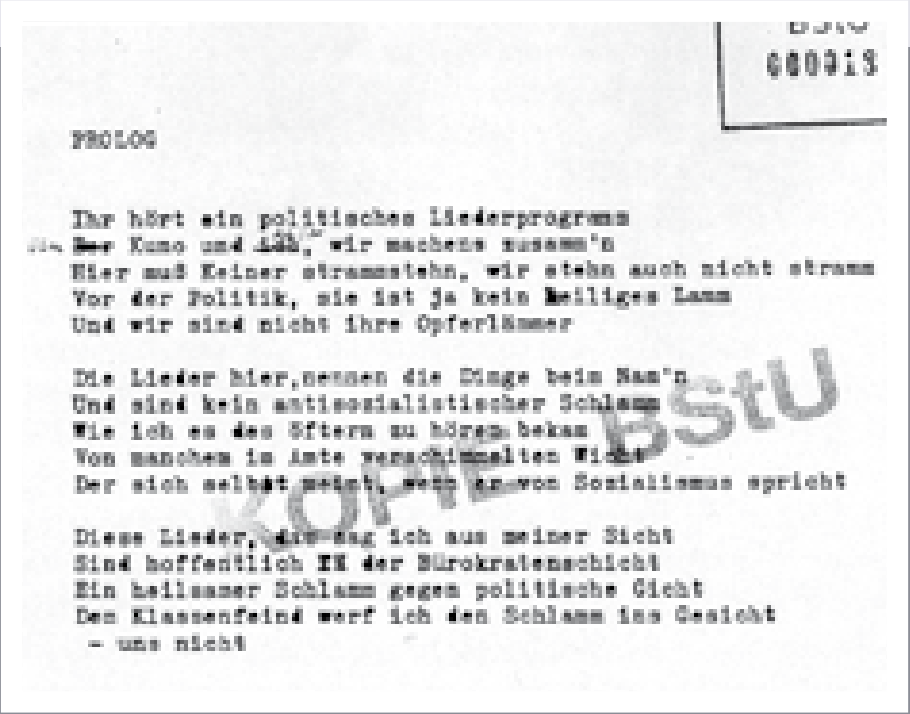 BStU
000018
PROLOG
Ihr hört ein politisches Liederprogramm
Der Kuno und ich, wir machens zusamm'n
Hier muß Keiner strammstehn, wir stehn auch nicht stramm
Vor der Politik, sie ist ja kein heiliges Lamm
Und wir sind nicht ihre Opferlämmer
Die Lieder hier,nennen die Dinge beim Nam'n
Und sind kein antisozialistischer Schlamm
Wie ich es des öftern zu hören bekam
Von manchem im Amte verschimmelten Wicht
Der sich selbst meint, wenn er von Sozialismus spricht
Diese Lieder, die sag ich aus meiner Sicht
Sind hoffentlich der Bürokratenschicht
Ein heilsamer Schlamm gegen politische Gicht
Dem Klassenfeind werf ich den Schlamm ins Gesicht
- uns nicht
KOPIE BStU